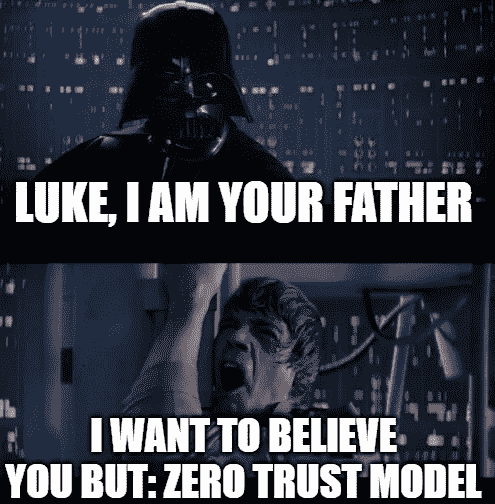 LUKE, I AM YOUR FATHER
I WANT TO BELIEVE
YOU BUT: ZERO TRUST MODEL